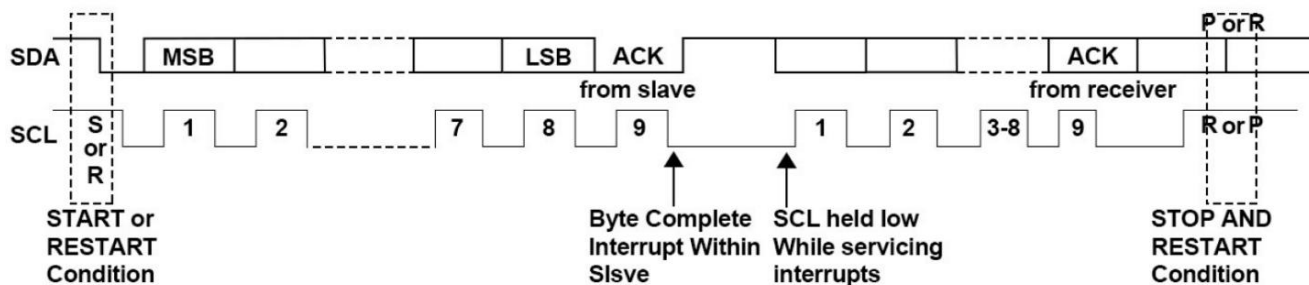 P or R
SDA MSB LSB ACK ACK
from slave from receiver
SCL S or R 1 2 7 8 9 1 2 3-8 9 R or P
START or RESTART Condition
Byte Complete Interrupt Within Slsve
SCL held low While servicing interrupts
STOP AND RESTART Condition